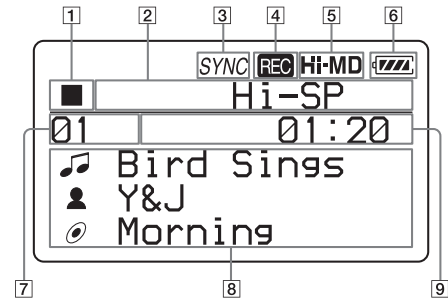 1 2 3 4 5 6
SYNC REC Hi-MD
Hi-SP
01 01:20
Bird Sings
Y&J
Morning
7 8 9